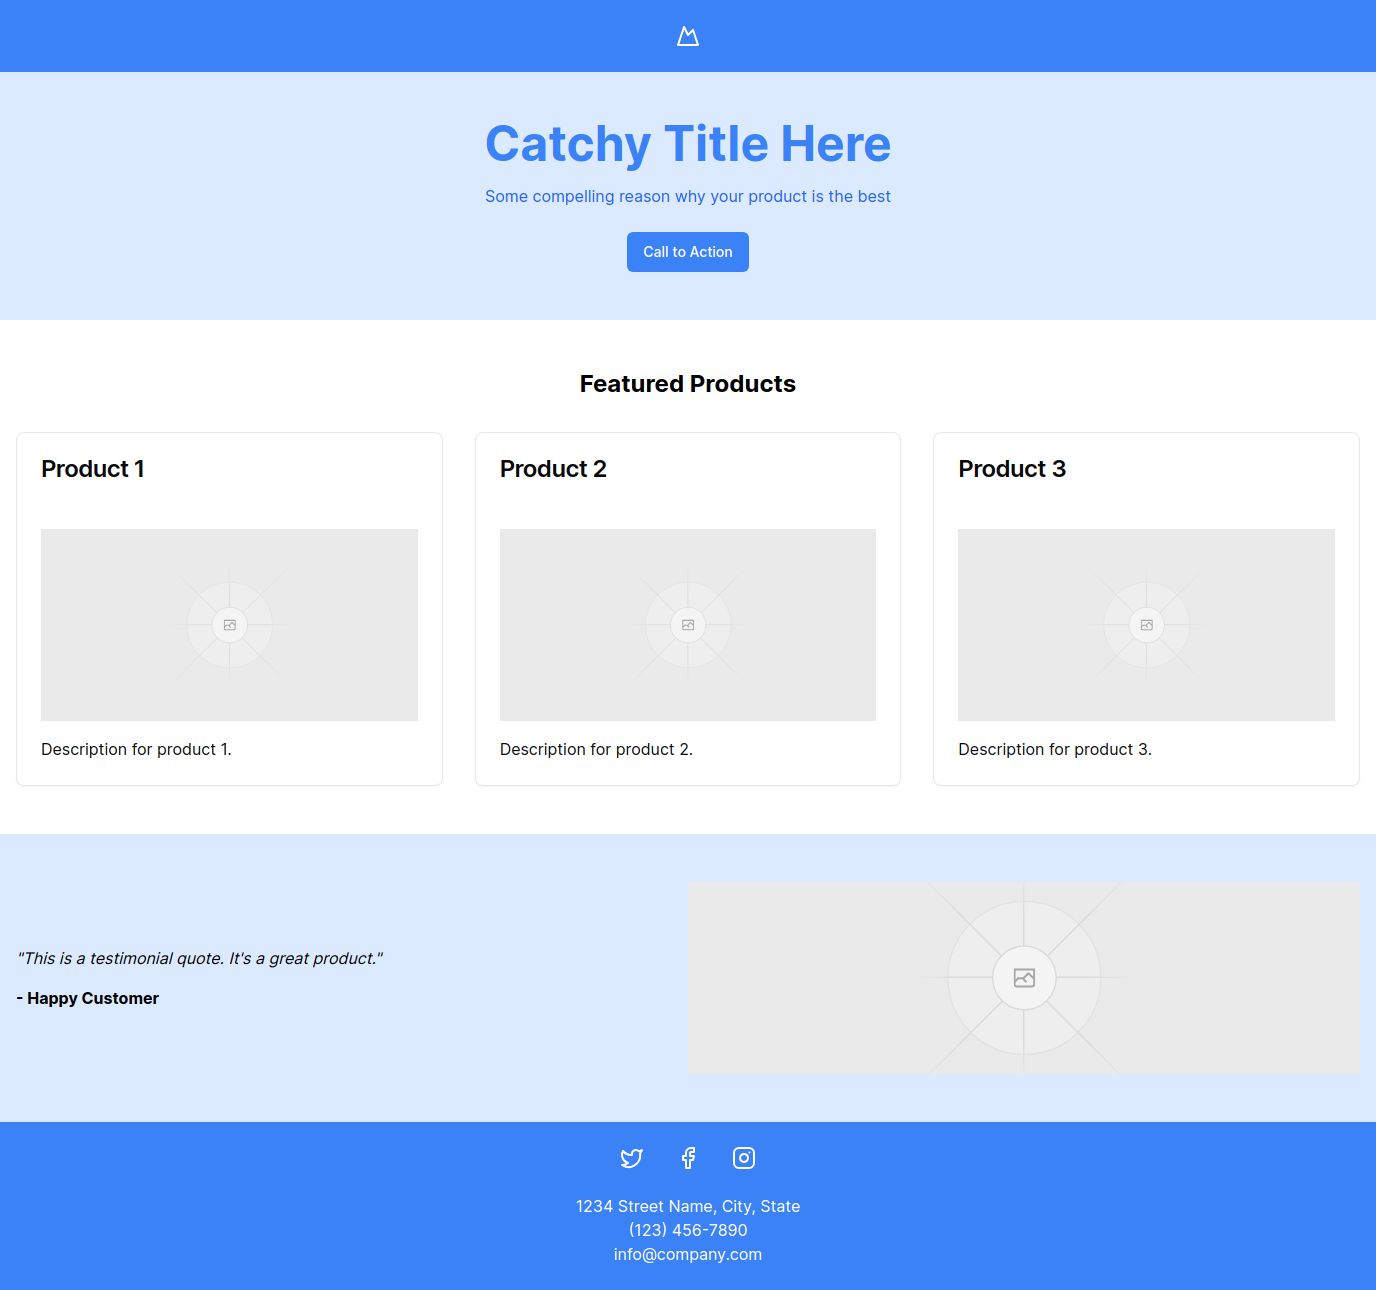 Catchy Title Here
Some compelling reason why your product is the best
Call to Action
Featured Products
Product 1
Description for product 1.
Product 2
Description for product 2.
Product 3
Description for product 3.
"This is a testimonial quote. It's a great product."
- Happy Customer
1234 Street Name, City, State
(123) 456-7890
info@company.com